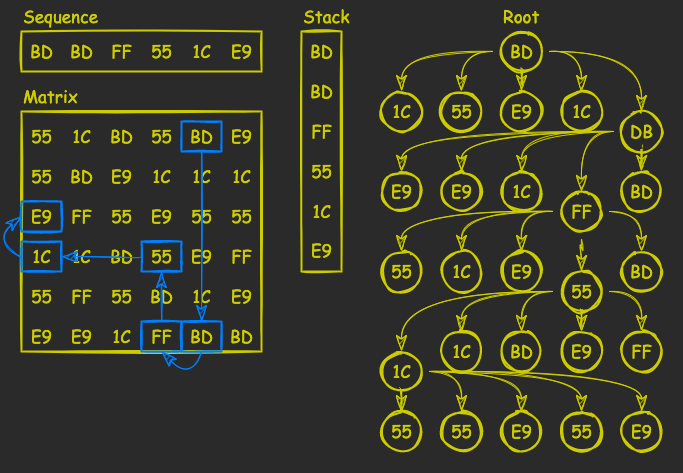 Sequence
BD BD FF 55 1C E9
Matrix
55 1C BD 55 BD E9
55 BD E9 1C 1C 1C
E9 FF 55 E9 55 55
1C 1C BD 55 E9 FF
55 FF 55 BD 1C E9
E9 E9 1C FF BD BD
Stack
BD
BD
FF
55
1C
E9
Root
BD
1C 55 E9 1C DB
E9 E9 1C FF BD
55 1C E9 55 BD
1C 1C BD E9 FF
55 55 E9 55 E9